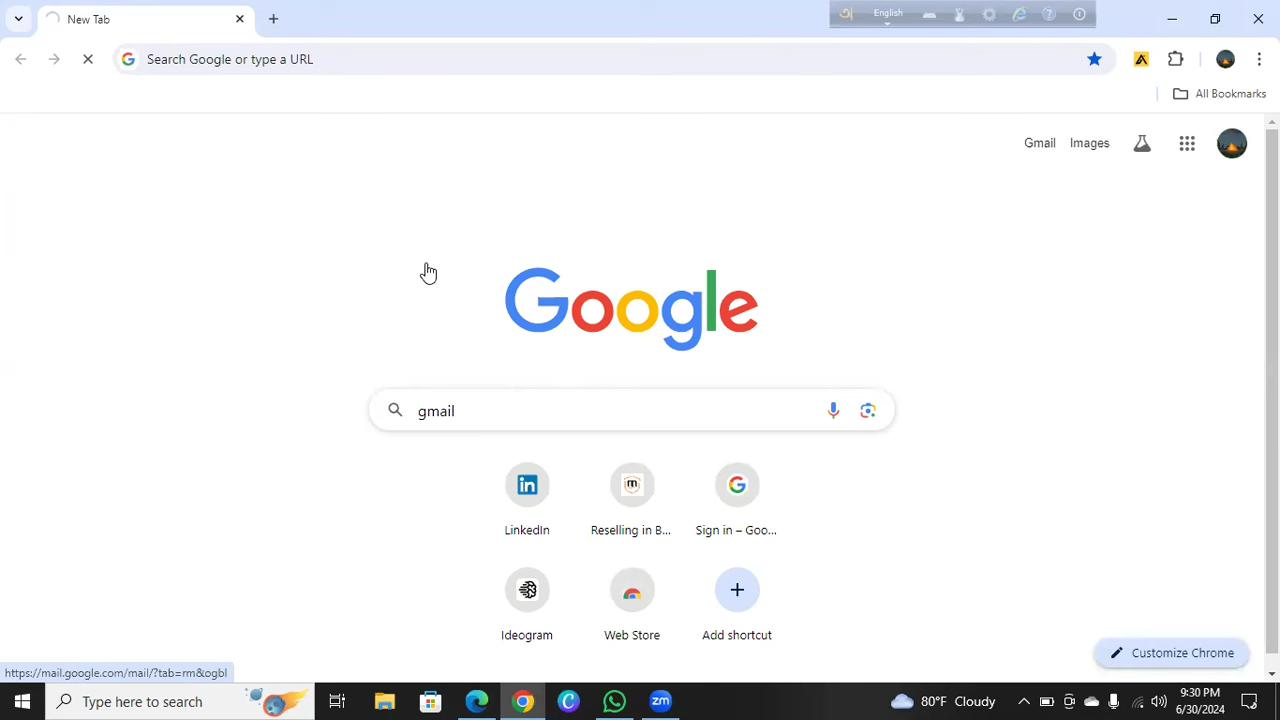 New Tab
English
Search Google or type a URL
All Bookmarks
Gmail Images
Google
gmail
LinkedIn
Reselling in B...
Sign in – Goo...
Ideogram
Web Store
Add shortcut
Customize Chrome
https://mail.google.com/mail/?tab=rm&ogbl
Type here to search
zm
80°F Cloudy
9:30 PM
6/30/2024